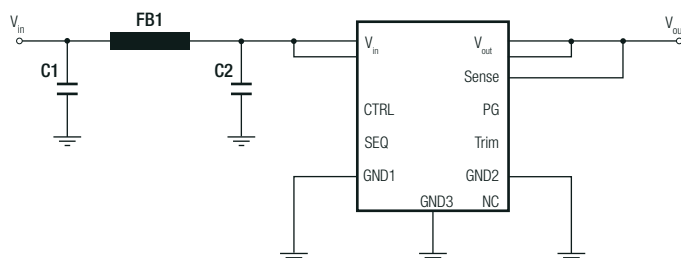 Vin
FB1
Vout
C1
C2
Vin
Vout
Sense
CTRL
PG
SEQ
Trim
GND1
GND2
GND3
NC